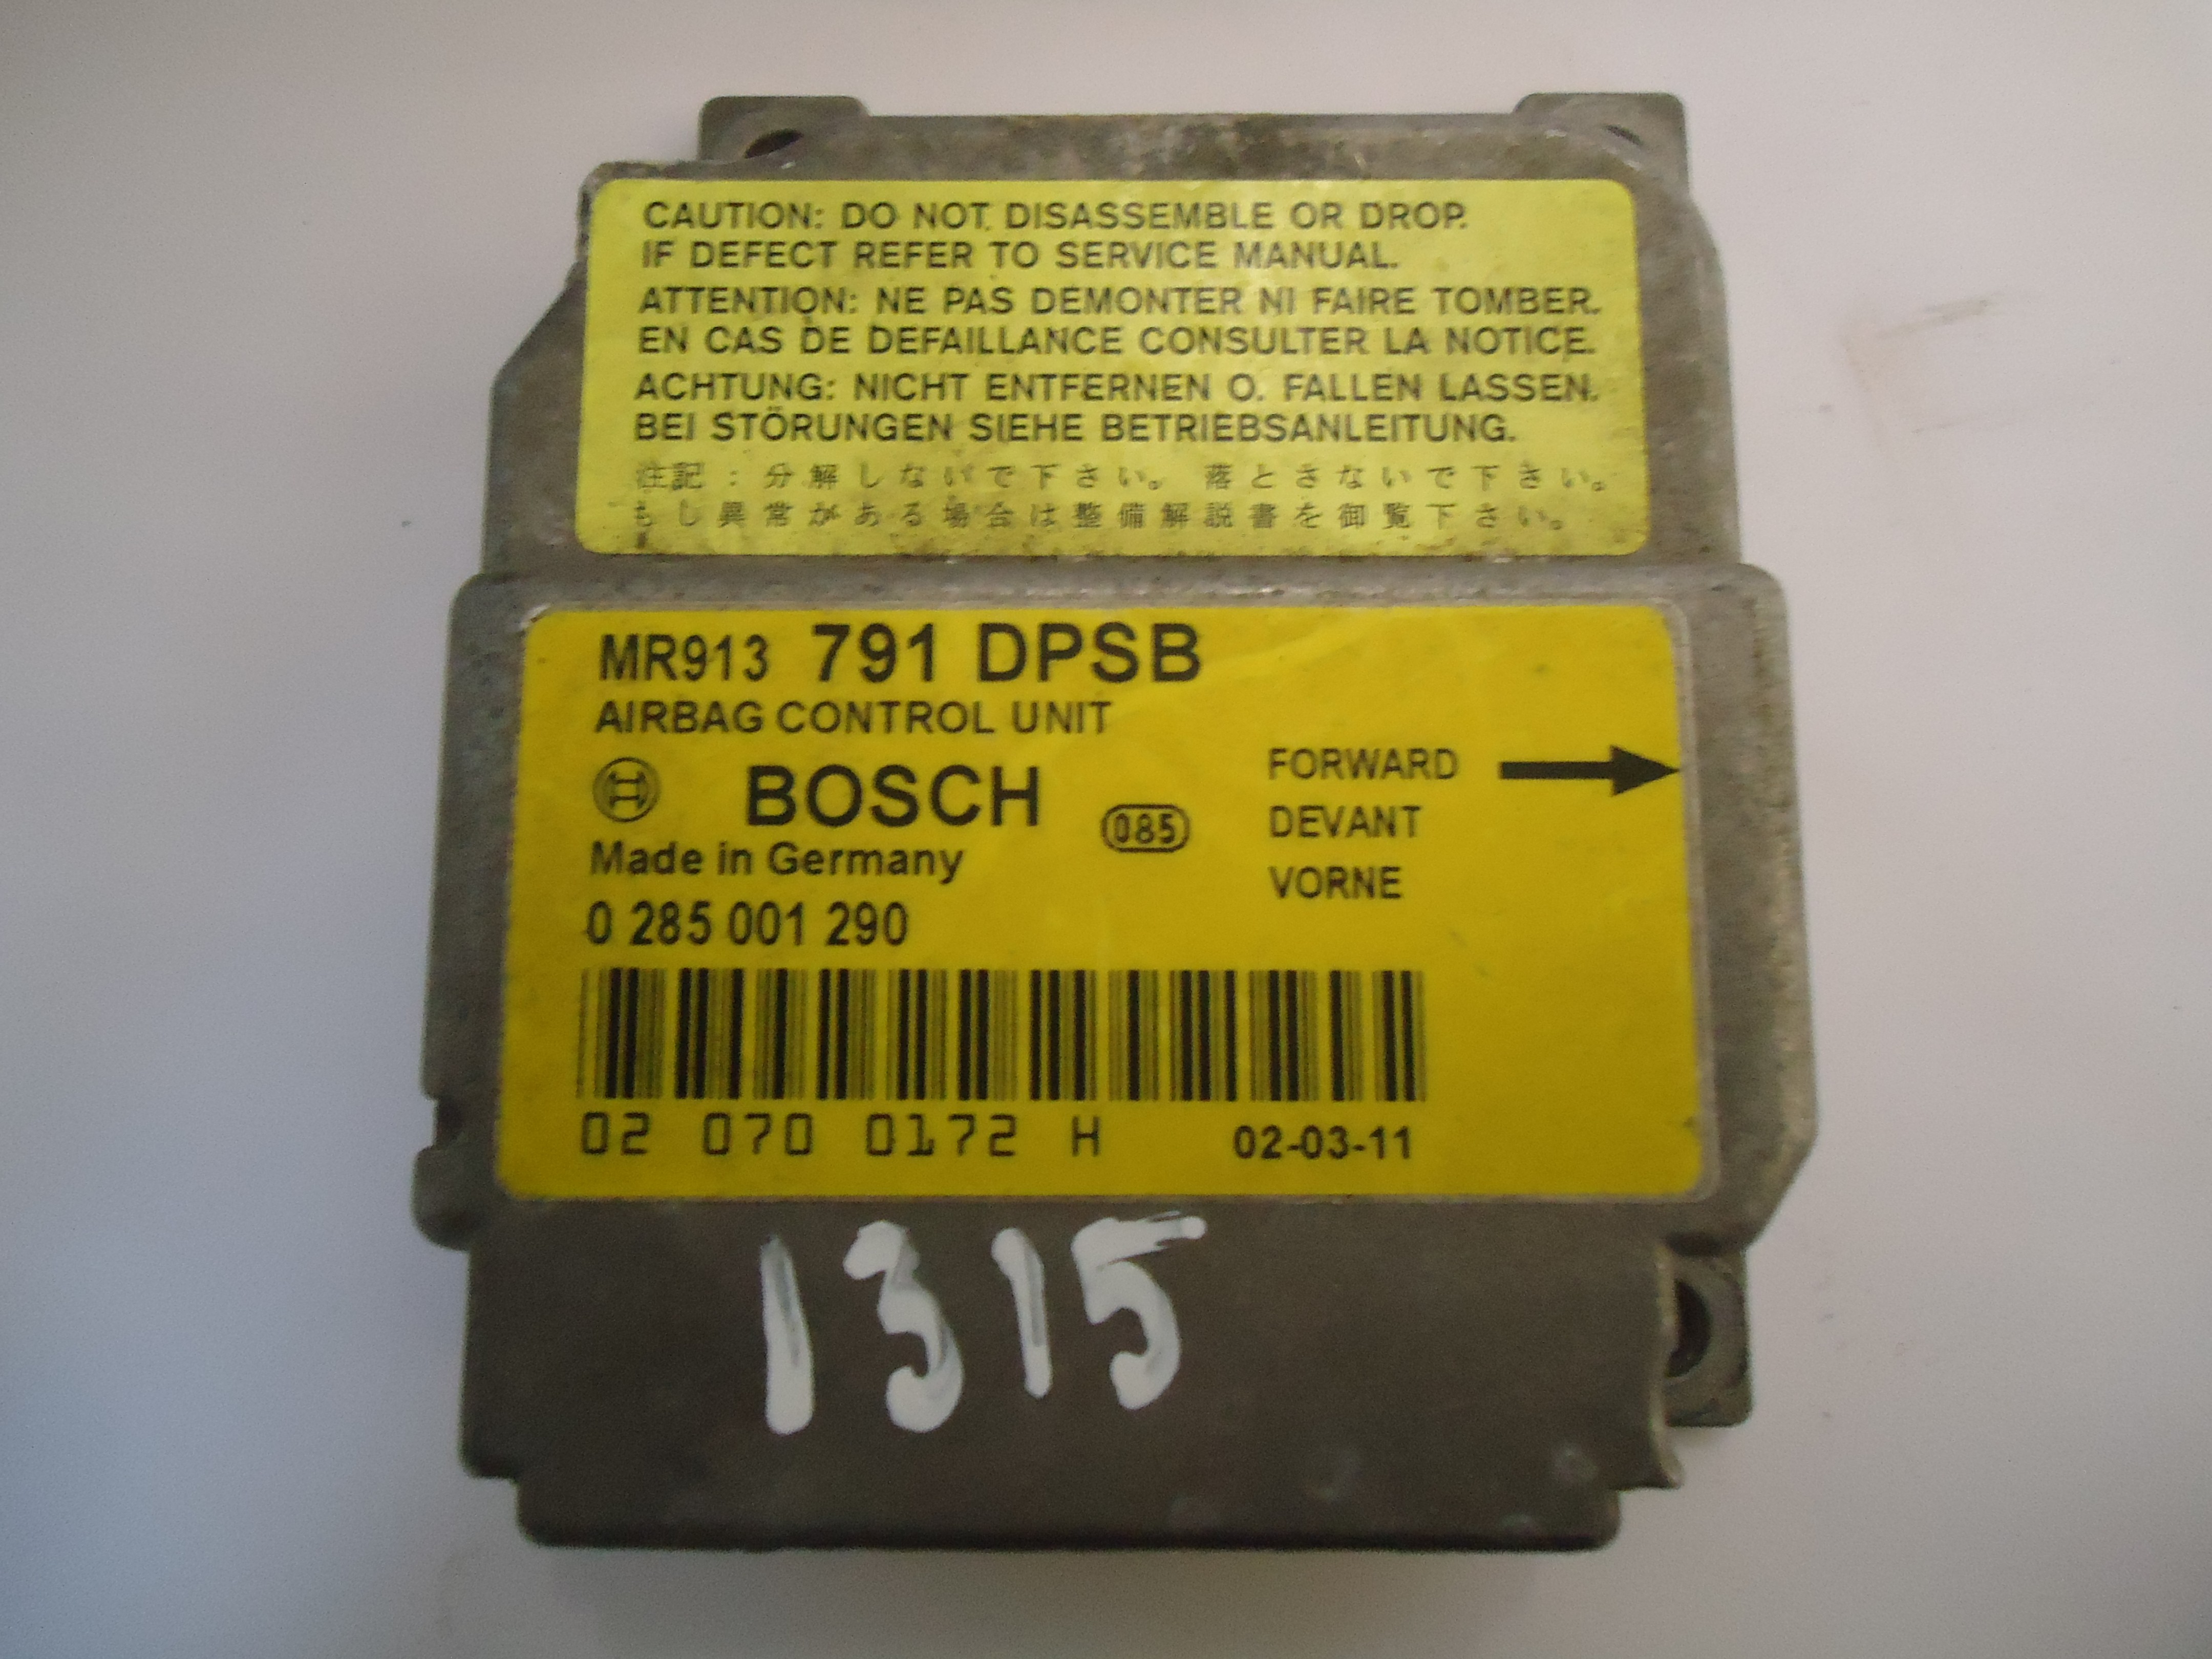 CAUTION: DO NOT DISASSEMBLE OR DROP.
IF DEFECT REFER TO SERVICE MANUAL.
ATTENTION: NE PAS DEMONTER NI FAIRE TOMBER.
EN CAS DE DEFAILLANCE CONSULTER LA NOTICE.
ACHTUNG: NICHT ENTFERNEN O. FALLEN LASSEN.
BEI STÖRUNGEN SIEHE BETRIEBSANLEITUNG.
注記：分解しないで下さい。落とさないで下さい。
もし異常がある場合は整備解説書を御覧下さい。
MR913 791 DPSB
AIRBAG CONTROL UNIT
BOSCH
085
Made in Germany
0 285 001 290
FORWARD
DEVANT
VORNE
02 070 0172 H 02-03-11
1315